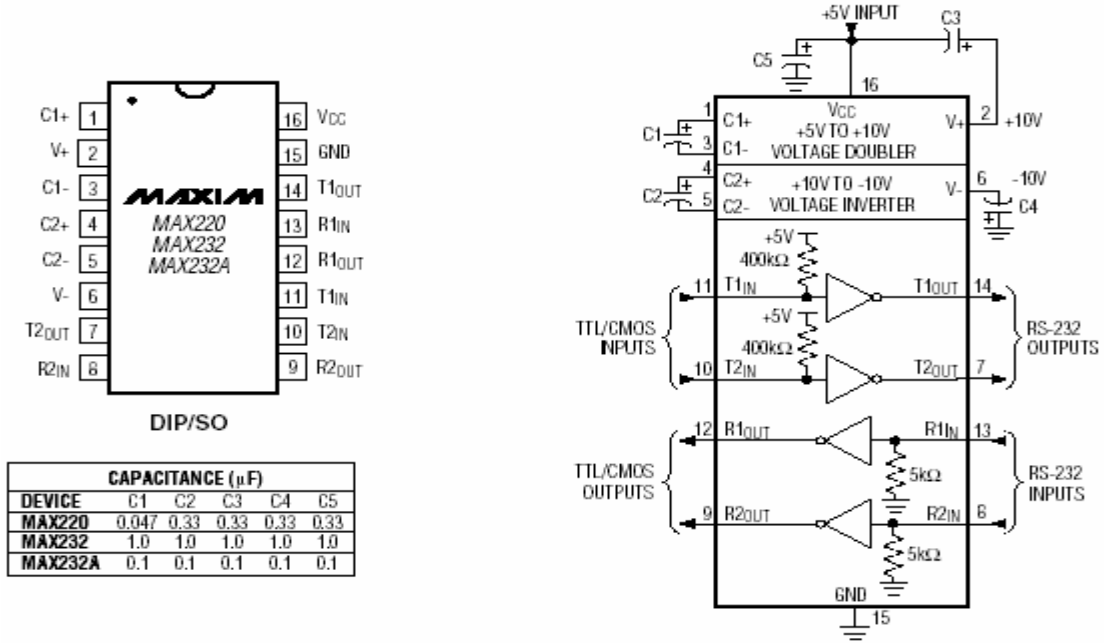 C1+ 1
V+ 2
C1- 3
C2+ 4
C2- 5
V- 6
T2OUT 7
R2IN 8
16 VCC
15 GND
14 T1OUT
13 R1IN
12 R1OUT
11 T1IN
10 T2IN
9 R2OUT
MAXIM
MAX220
MAX232
MAX232A
DIP/SO
CAPACITANCE (µF)
DEVICE C1 C2 C3 C4 C5
MAX220 0.047 0.33 0.33 0.33 0.33
MAX232 1.0 1.0 1.0 1.0 1.0
MAX232A 0.1 0.1 0.1 0.1 0.1
+5V INPUT
C3
+
+
C5
16
VCC
1
C1+
C1
+
3
C1-
+5V TO +10V
VOLTAGE DOUBLER
V+
2
+10V
4
C2+
C2
+
5
C2-
+10V TO -10V
VOLTAGE INVERTER
V-
6
-10V
+
C4
+5V
400kΩ
11
T1IN
T1OUT
14
TTL/CMOS
INPUTS
+5V
400kΩ
RS-232
OUTPUTS
10
T2IN
T2OUT
7
12
R1OUT
R1IN
13
TTL/CMOS
OUTPUTS
5kΩ
RS-232
INPUTS
9
R2OUT
R2IN
8
5kΩ
GND
15